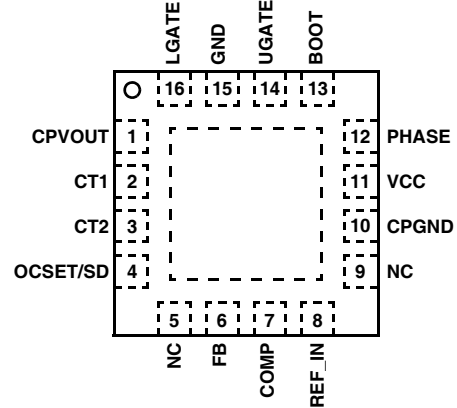 LGATE
GND
UGATE
BOOT
16 15 14 13
CPVOUT 1 12 PHASE
CT1 2 11 VCC
CT2 3 10 CPGND
OCSET/SD 4 9 NC
5 6 7 8
NC
FB
COMP
REF_IN